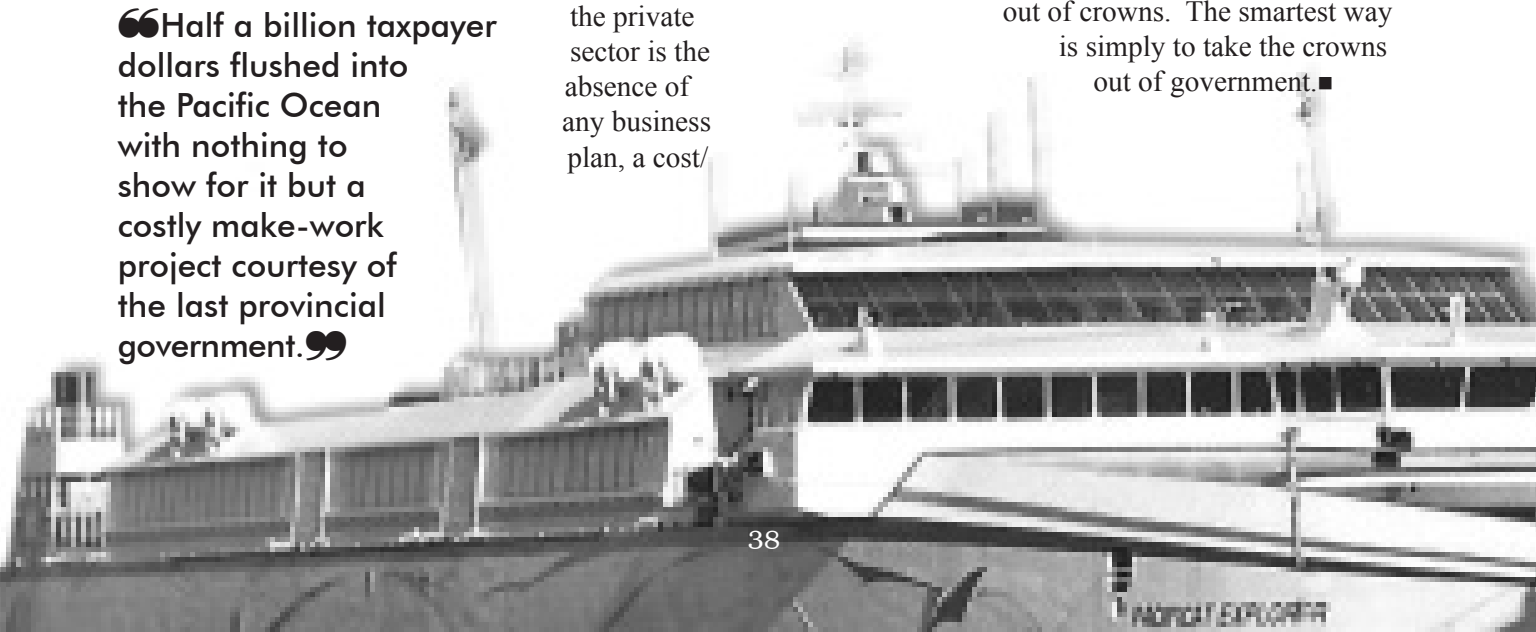 ❝Half a billion taxpayer
dollars flushed into
the Pacific Ocean
with nothing to
show for it but a
costly make-work
project courtesy of
the last provincial
government.❞
the private
sector is the
absence of
any business
plan, a cost/
out of crowns.  The smartest way
is simply to take the crowns
out of government.■
38
PACIFICAT EXPLORER